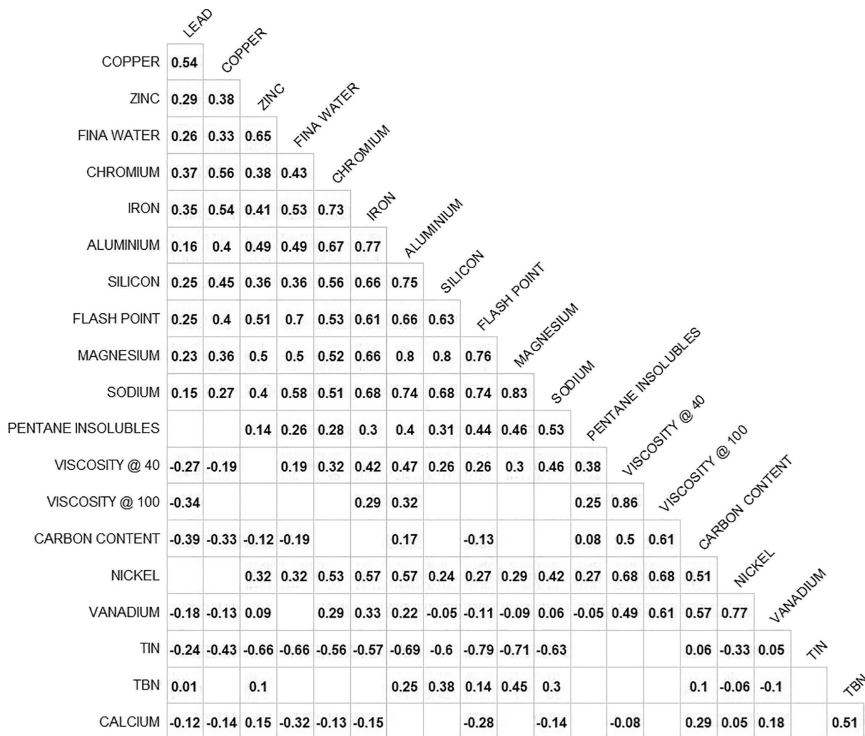 LEAD
COPPER 0.54 COPPER
ZINC 0.29 0.38 ZINC
FINA WATER 0.26 0.33 0.65 FINA WATER
CHROMIUM 0.37 0.56 0.38 0.43 CHROMIUM
IRON 0.35 0.54 0.41 0.53 0.73 IRON
ALUMINIUM 0.16 0.4 0.49 0.49 0.67 0.77 ALUMINIUM
SILICON 0.25 0.45 0.36 0.36 0.56 0.66 0.75 SILICON
FLASH POINT 0.25 0.4 0.51 0.7 0.53 0.61 0.66 0.63 FLASH POINT
MAGNESIUM 0.23 0.36 0.5 0.5 0.52 0.66 0.8 0.8 0.76 MAGNESIUM
SODIUM 0.15 0.27 0.4 0.58 0.51 0.68 0.74 0.68 0.74 0.83 SODIUM
PENTANE INSOLUBLES 0.14 0.26 0.28 0.3 0.4 0.31 0.44 0.46 0.53 PENTANE INSOLUBLES
VISCOSITY @ 40 -0.27 -0.19 0.19 0.32 0.42 0.47 0.26 0.26 0.3 0.46 0.38 VISCOSITY @ 40
VISCOSITY @ 100 -0.34 0.29 0.32 0.25 0.86 VISCOSITY @ 100
CARBON CONTENT -0.39 -0.33 -0.12 -0.19 0.17 -0.13 0.08 0.5 0.61 CARBON CONTENT
NICKEL 0.32 0.32 0.53 0.57 0.57 0.24 0.27 0.29 0.42 0.27 0.68 0.68 0.51 NICKEL
VANADIUM -0.18 -0.13 0.09 0.29 0.33 0.22 -0.05 -0.11 -0.09 0.06 -0.05 0.49 0.61 0.57 0.77 VANADIUM
TIN -0.24 -0.43 -0.66 -0.66 -0.56 -0.57 -0.69 -0.6 -0.79 -0.71 -0.63 0.06 -0.33 0.05 TIN
TBN 0.01 0.1 0.25 0.38 0.14 0.45 0.3 0.1 -0.06 -0.1 TBN
CALCIUM -0.12 -0.14 0.15 -0.32 -0.13 -0.15 -0.28 -0.14 -0.08 0.29 0.05 0.18 0.51